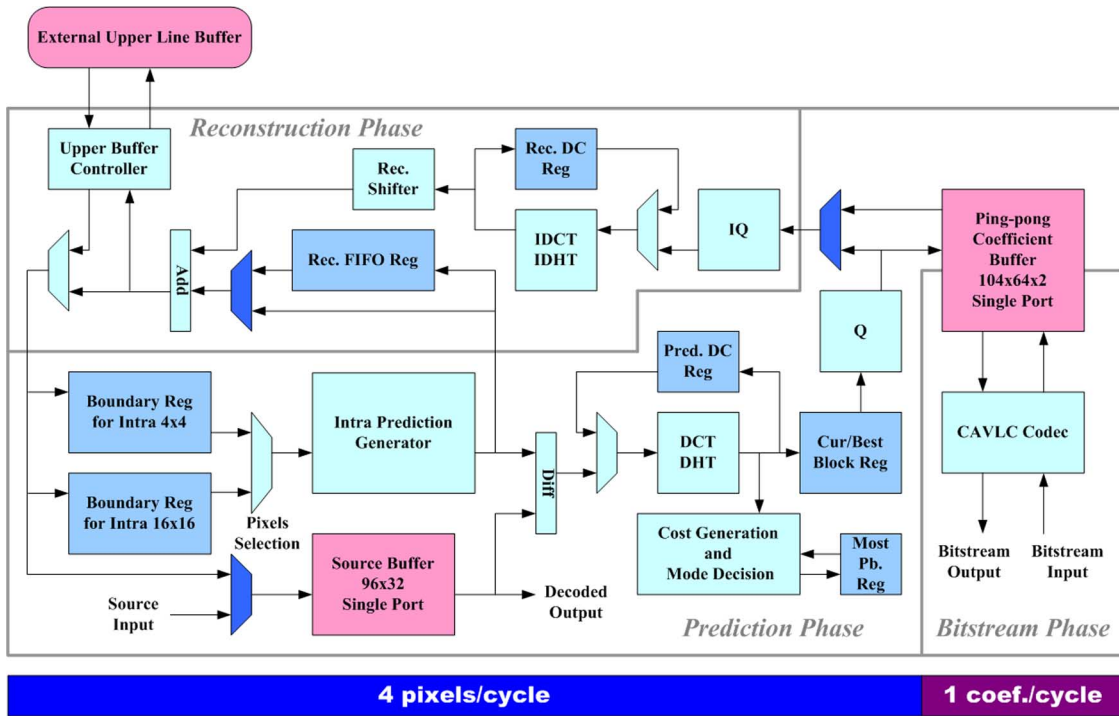 External Upper Line Buffer
Reconstruction Phase
Upper Buffer
Controller
Rec.
Shifter
Rec. DC
Reg
IDCT
IDHT
IQ
Ping-pong
Coefficient
Buffer
104x64x2
Single Port
Add
Rec. FIFO Reg
Q
Boundary Reg
for Intra 4x4
Intra Prediction
Generator
Pred. DC
Reg
Diff
DCT
DHT
Cur/Best
Block Reg
CAVLC Codec
Boundary Reg
for Intra 16x16
Pixels
Selection
Cost Generation
and
Mode Decision
Most
Pb.
Reg
Bitstream
Output
Bitstream
Input
Source
Input
Source Buffer
96x32
Single Port
Decoded
Output
Prediction Phase
Bitstream Phase
4 pixels/cycle
1 coef./cycle